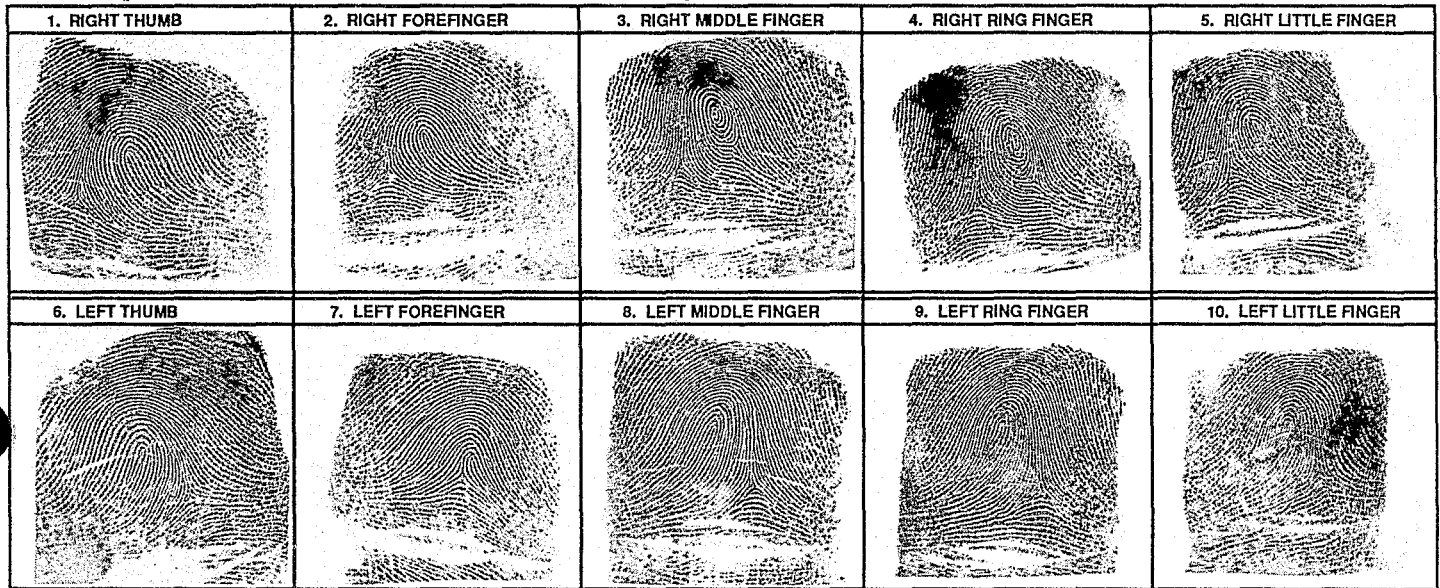 1. RIGHT THUMB 2. RIGHT FOREFINGER 3. RIGHT MIDDLE FINGER 4. RIGHT RING FINGER 5. RIGHT LITTLE FINGER
6. LEFT THUMB 7. LEFT FOREFINGER 8. LEFT MIDDLE FINGER 9. LEFT RING FINGER 10. LEFT LITTLE FINGER